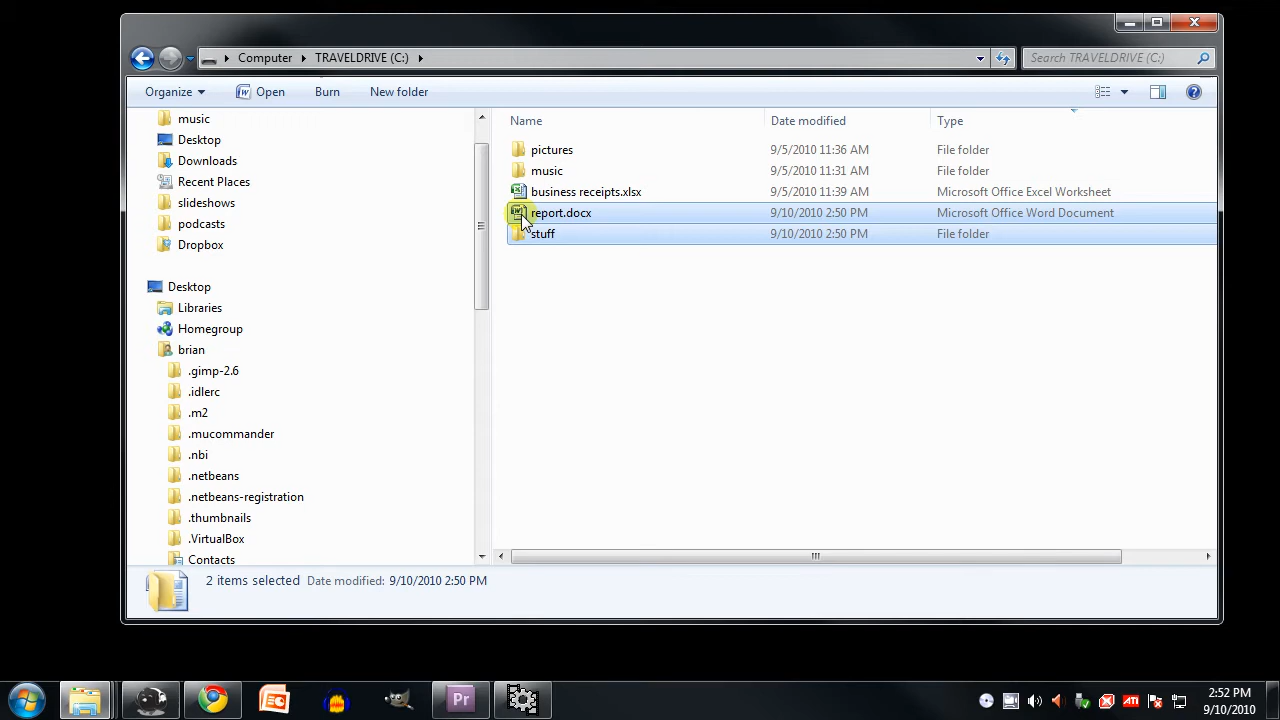 Computer TRAVELDRIVE (C:) Search TRAVELDRIVE (C:)
Organize Open Burn New folder
Name Date modified Type
music
Desktop
Downloads
Recent Places
slideshows
podcasts
Dropbox
Desktop
Libraries
Homegroup
brian
.gimp-2.6
.idlerc
.m2
.mucommander
.nbi
.netbeans
.netbeans-registration
.thumbnails
.VirtualBox
Contacts
pictures 9/5/2010 11:36 AM File folder
music 9/5/2010 11:31 AM File folder
business receipts.xlsx 9/5/2010 11:39 AM Microsoft Office Excel Worksheet
report.docx 9/10/2010 2:50 PM Microsoft Office Word Document
stuff 9/10/2010 2:50 PM File folder
2 items selected Date modified: 9/10/2010 2:50 PM
Pr
ATI
2:52 PM
9/10/2010